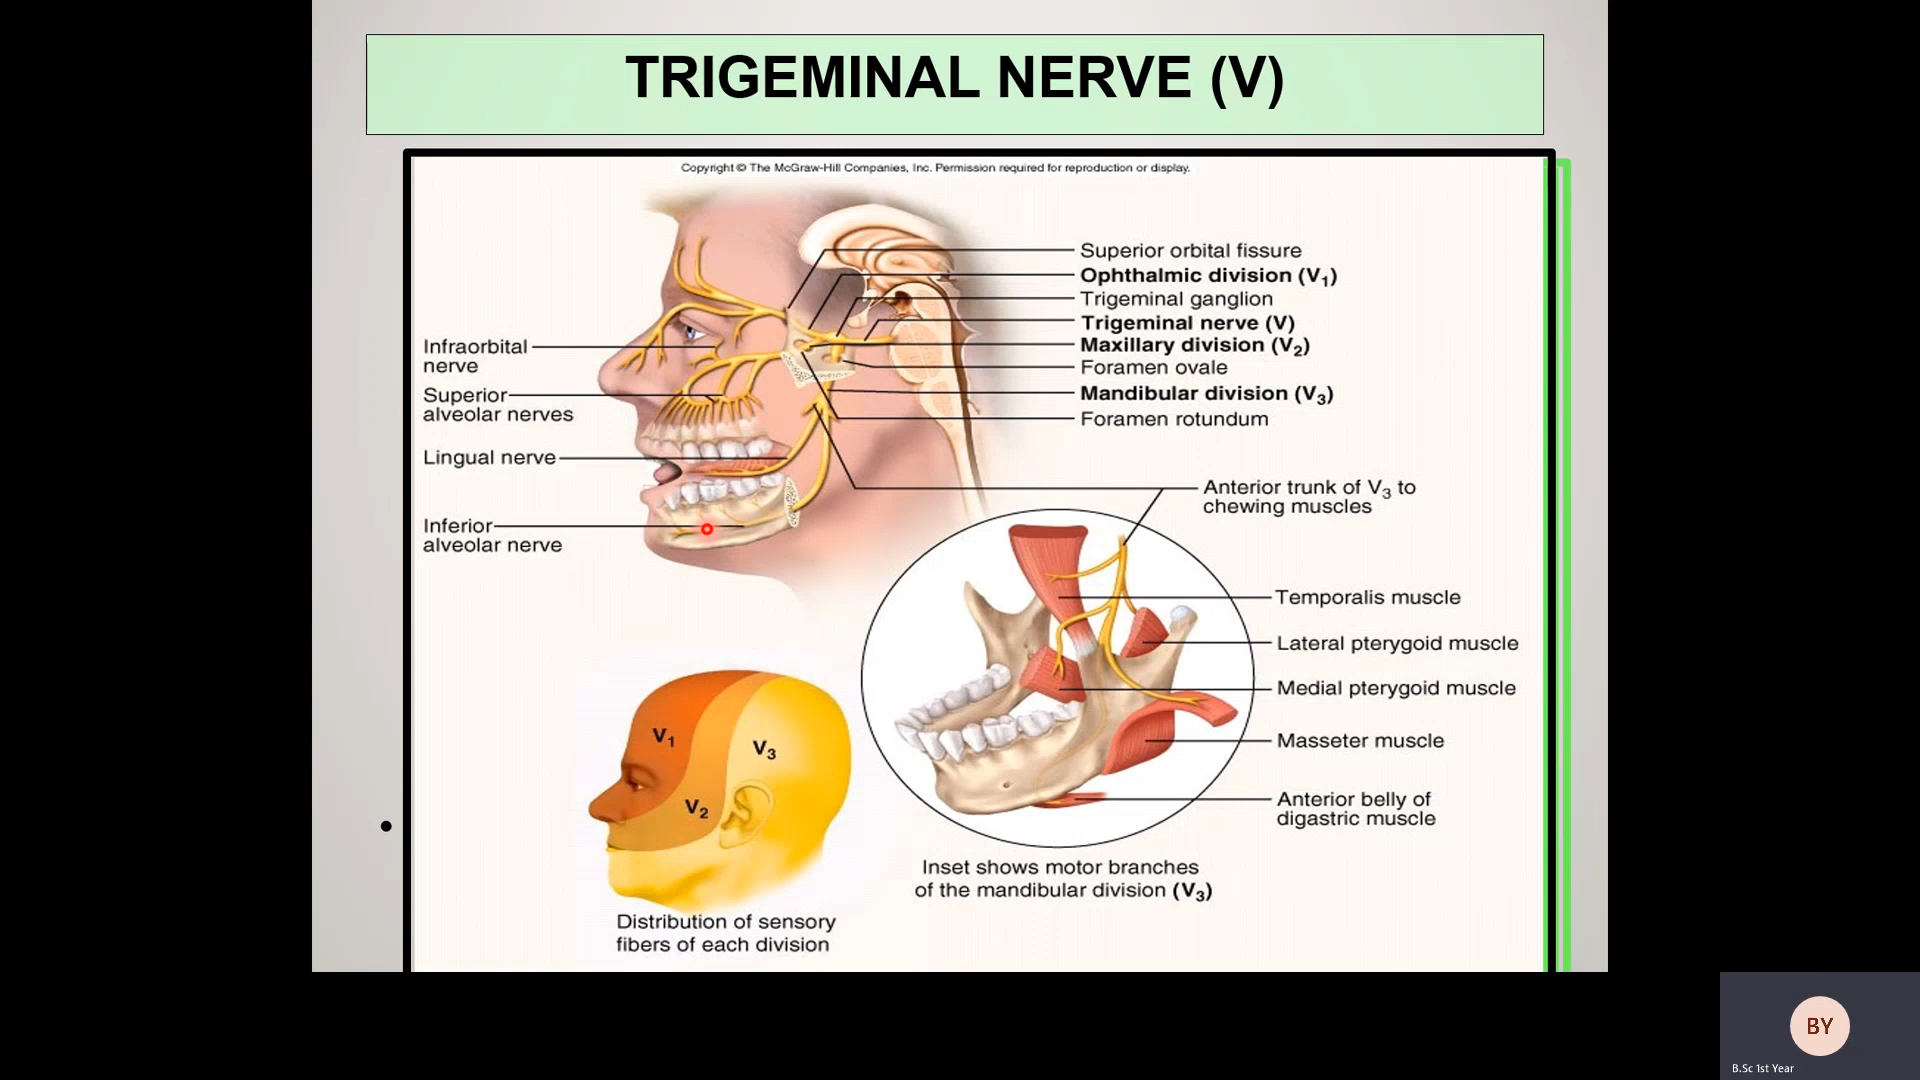 TRIGEMINAL NERVE (V)
Copyright © The McGraw-Hill Companies, Inc. Permission required for reproduction or display.
Superior orbital fissure
Ophthalmic division (V1)
Trigeminal ganglion
Trigeminal nerve (V)
Maxillary division (V2)
Foramen ovale
Mandibular division (V3)
Foramen rotundum
Infraorbital
nerve
Superior
alveolar nerves
Lingual nerve
Inferior
alveolar nerve
Anterior trunk of V3 to
chewing muscles
Temporalis muscle
Lateral pterygoid muscle
Medial pterygoid muscle
Masseter muscle
Anterior belly of
digastric muscle
Inset shows motor branches
of the mandibular division (V3)
V1
V3
V2
Distribution of sensory
fibers of each division
BY
B.Sc 1st Year